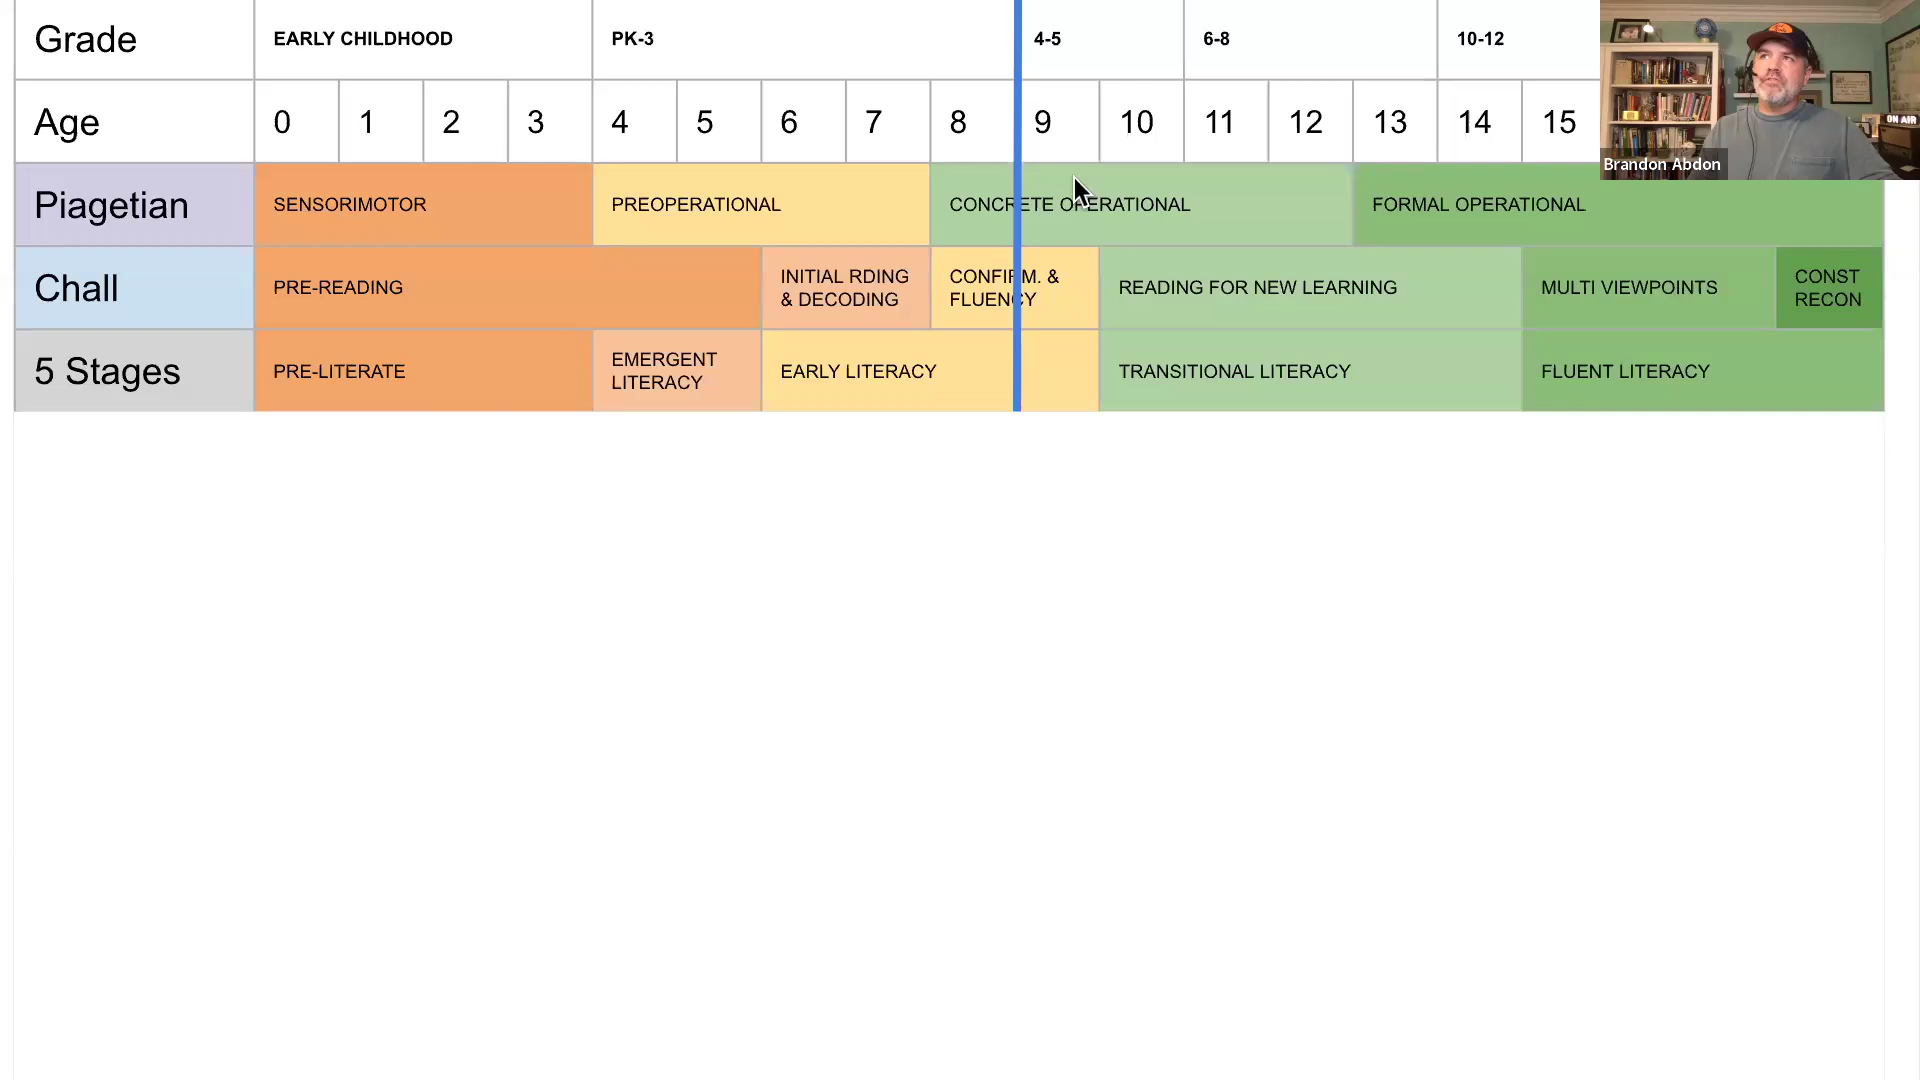 Grade
EARLY CHILDHOOD
PK-3
4-5
6-8
10-12
Age
0 1 2 3 4 5 6 7 8 9 10 11 12 13 14 15
ON AIR
Brandon Abdon
Piagetian
SENSORIMOTOR
PREOPERATIONAL
CONCRETE OPERATIONAL
FORMAL OPERATIONAL
Chall
PRE-READING
INITIAL RDING
& DECODING
CONFIRM. &
FLUENCY
READING FOR NEW LEARNING
MULTI VIEWPOINTS
CONST
RECON
5 Stages
PRE-LITERATE
EMERGENT
LITERACY
EARLY LITERACY
TRANSITIONAL LITERACY
FLUENT LITERACY